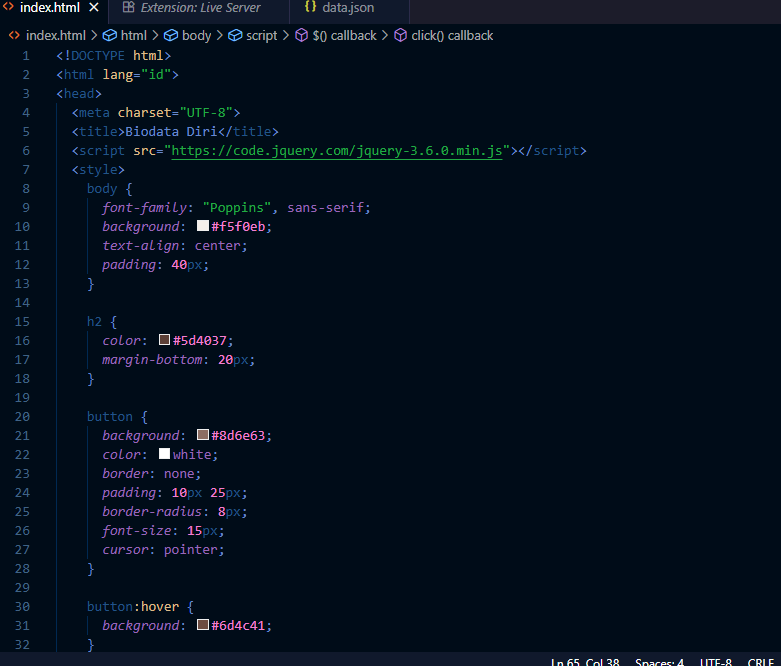 index.html Extension: Live Server data.json
index.html > html > body > script > $() callback > click() callback
1 <!DOCTYPE html>
2 <html lang="id">
3 <head>
4 <meta charset="UTF-8">
5 <title>Biodata Diri</title>
6 <script src="https://code.jquery.com/jquery-3.6.0.min.js"></script>
7 <style>
8 body {
9 font-family: "Poppins", sans-serif;
10 background: #f5f0eb;
11 text-align: center;
12 padding: 40px;
13 }
14
15 h2 {
16 color: #5d4037;
17 margin-bottom: 20px;
18 }
19
20 button {
21 background: #8d6e63;
22 color: white;
23 border: none;
24 padding: 10px 25px;
25 border-radius: 8px;
26 font-size: 15px;
27 cursor: pointer;
28 }
29
30 button:hover {
31 background: #6d4c41;
32 }
Ln 65, Col 38 Spaces: 4 UTF-8 CRLF